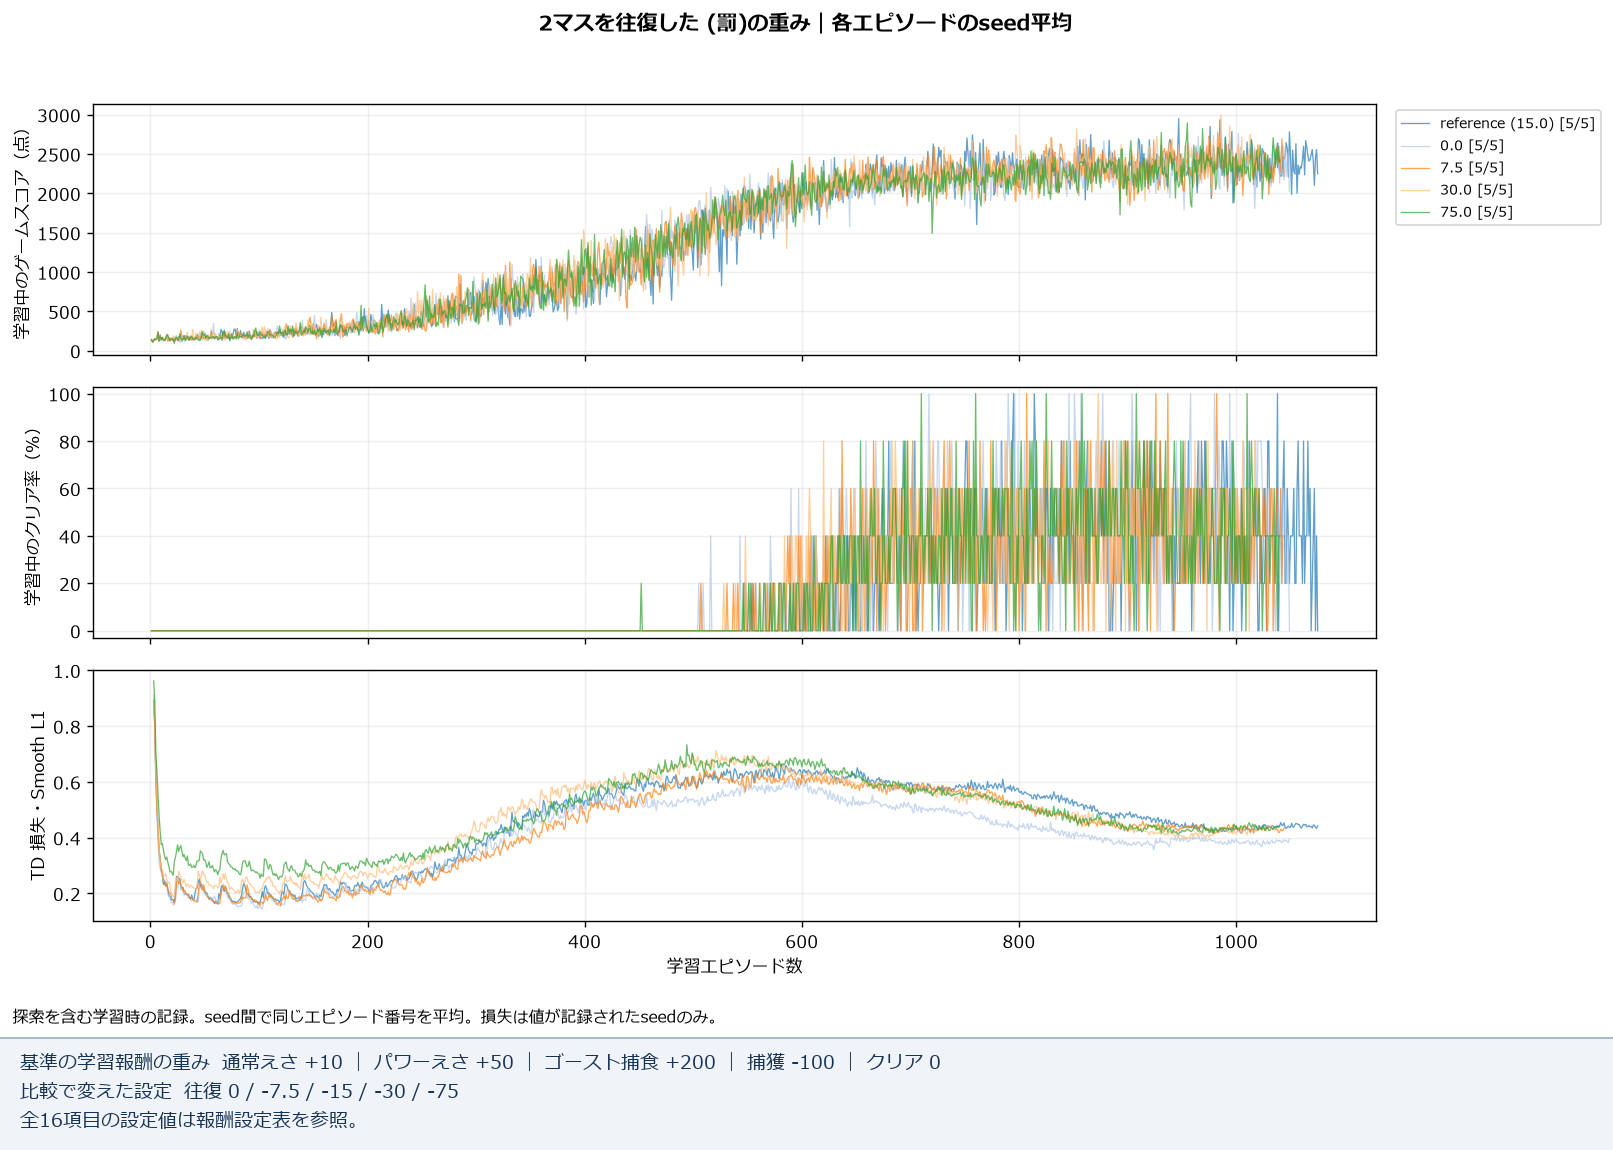 2マスを往復した (罰)の重み｜各エピソードのseed平均
学習中のゲームスコア（点）
3000
2500
2000
1500
1000
500
0
reference (15.0) [5/5]
0.0 [5/5]
7.5 [5/5]
30.0 [5/5]
75.0 [5/5]
学習中のクリア率（%）
100
80
60
40
20
0
TD 損失・Smooth L1
1.0
0.8
0.6
0.4
0.2
0
200
400
600
800
1000
学習エピソード数
探索を含む学習時の記録。seed間で同じエピソード番号を平均。損失は値が記録されたseedのみ。
基準の学習報酬の重み 通常えさ +10 ｜ パワーえさ +50 ｜ ゴースト捕食 +200 ｜ 捕獲 -100 ｜ クリア 0
比較で変えた設定 往復 0 / -7.5 / -15 / -30 / -75
全16項目の設定値は報酬設定表を参照。